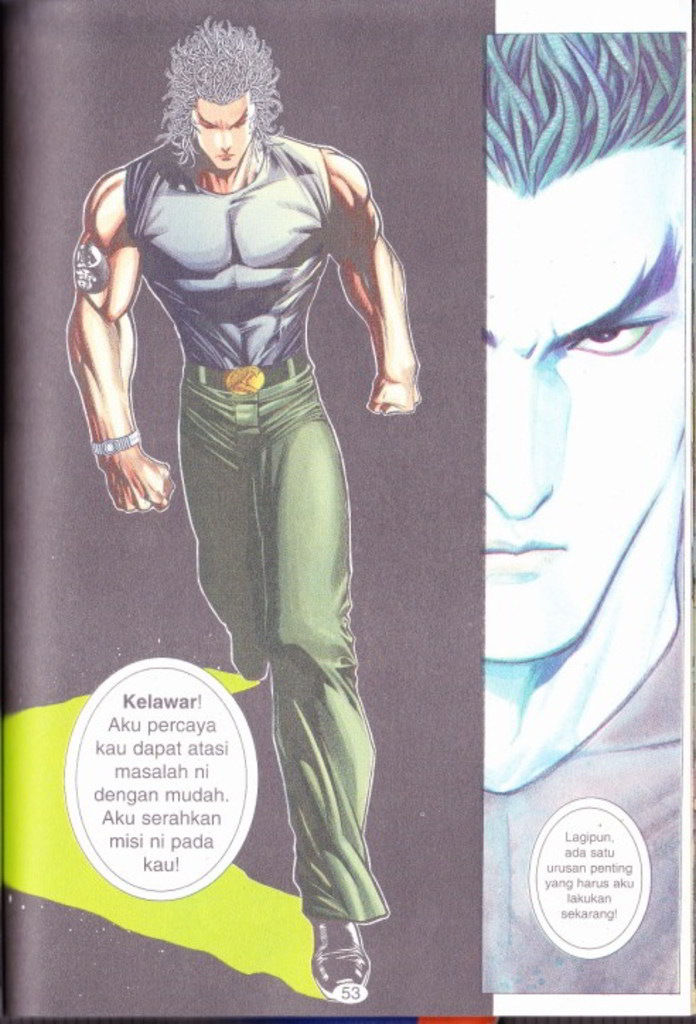 Kelawar!
Aku percaya
kau dapat atasi
masalah ni
dengan mudah.
Aku serahkan
misi ni pada
kau!
Lagipun,
ada satu
urusan penting
yang harus aku
lakukan
sekarang!
53